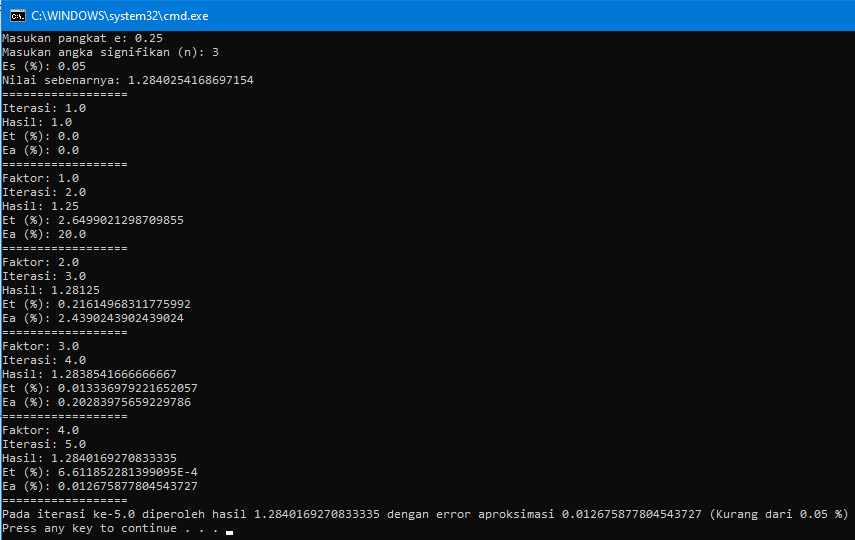 C:\WINDOWS\system32\cmd.exe
Masukan pangkat e: 0.25
Masukan angka signifikan (n): 3
Es (%): 0.05
Nilai sebenarnya: 1.2840254168697154
==================
Iterasi: 1.0
Hasil: 1.0
Et (%): 0.0
Ea (%): 0.0
==================
Faktor: 1.0
Iterasi: 2.0
Hasil: 1.25
Et (%): 2.6499021298709855
Ea (%): 20.0
==================
Faktor: 2.0
Iterasi: 3.0
Hasil: 1.28125
Et (%): 0.21614968311775992
Ea (%): 2.4390243902439024
==================
Faktor: 3.0
Iterasi: 4.0
Hasil: 1.2838541666666667
Et (%): 0.013336979221652057
Ea (%): 0.20283975659229786
==================
Faktor: 4.0
Iterasi: 5.0
Hasil: 1.2840169270833335
Et (%): 6.611852281399095E-4
Ea (%): 0.012675877804543727
==================
Pada iterasi ke-5.0 diperoleh hasil 1.2840169270833335 dengan error aproksimasi 0.012675877804543727 (Kurang dari 0.05 %)
Press any key to continue . . .